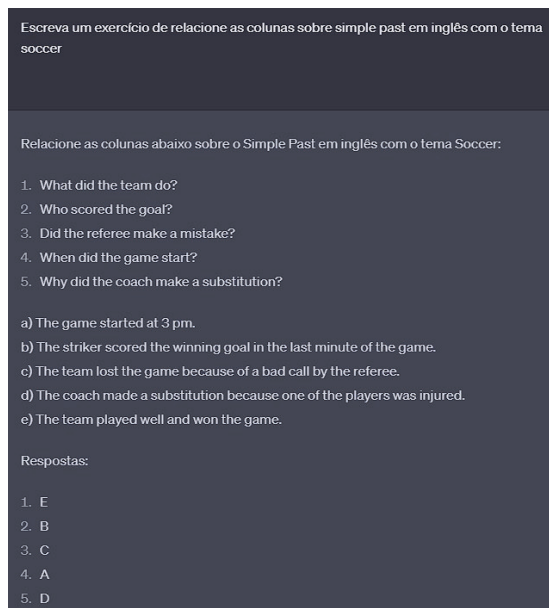 Escreva um exercício de relacione as colunas sobre simple past em inglês com o tema
soccer
Relacione as colunas abaixo sobre o Simple Past em inglês com o tema Soccer:
1. What did the team do?
2. Who scored the goal?
3. Did the referee make a mistake?
4. When did the game start?
5. Why did the coach make a substitution?
a) The game started at 3 pm.
b) The striker scored the winning goal in the last minute of the game.
c) The team lost the game because of a bad call by the referee.
d) The coach made a substitution because one of the players was injured.
e) The team played well and won the game.
Respostas:
1. E
2. B
3. C
4. A
5. D